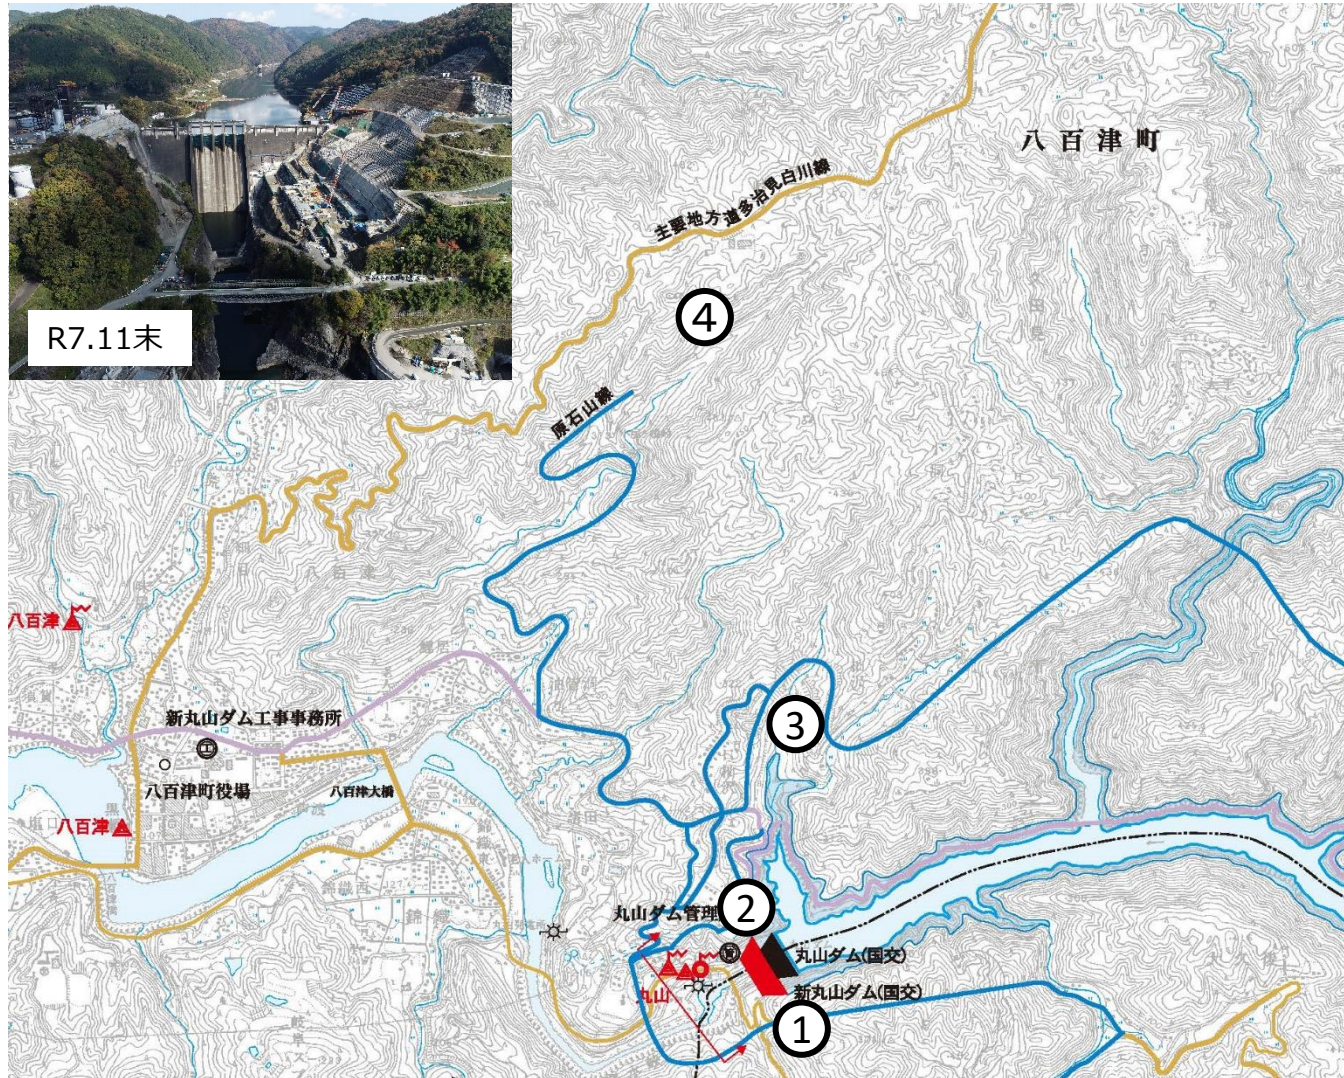 R7.11末
八百津町
主要地方道多治見白川線
④
原石山線
八百津
新丸山ダム工事事務所
③
八百津町役場
八百津大橋
八百津
②
丸山ダム管理
丸山ダム(国交)
新丸山ダム(国交)
丸山
①